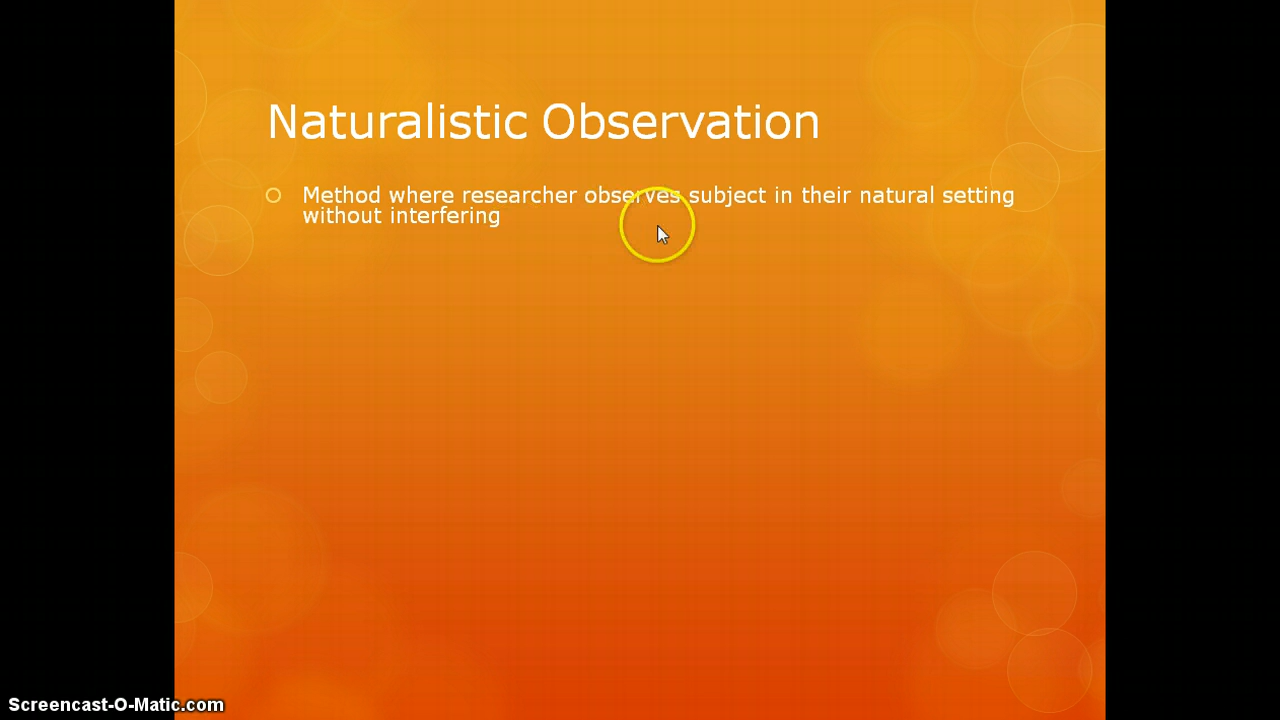 Naturalistic Observation
Method where researcher observes subject in their natural setting
without interfering
Screencast-O-Matic.com